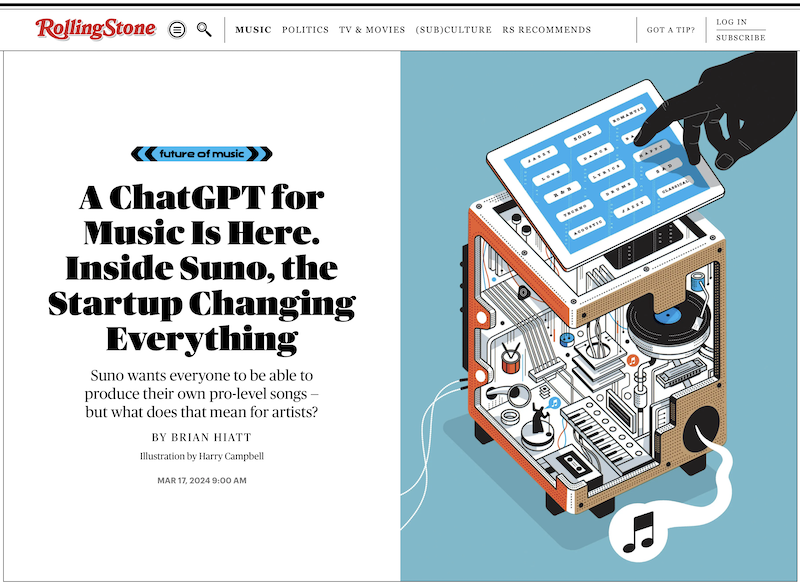 RollingStone
MUSIC POLITICS TV & MOVIES (SUB)CULTURE RS RECOMMENDS
GOT A TIP?
LOG IN
SUBSCRIBE
future of music
A ChatGPT for
Music Is Here.
Inside Suno, the
Startup Changing
Everything
Suno wants everyone to be able to
produce their own pro-level songs –
but what does that mean for artists?
BY BRIAN HIATT
Illustration by Harry Campbell
MAR 17, 2024 9:00 AM
JAZZY
SOUL
ROMANTIC
LOVE
DANCE
R&B
LYRICS
HAPPY
TECHNO
DRUMS
SAD
ACOUSTIC
JAZZY
CLASSICAL